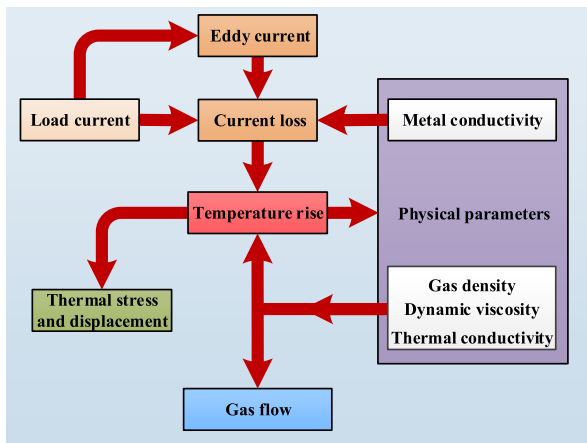 Eddy current
Load current
Current loss
Metal conductivity
Temperature rise
Physical parameters
Thermal stress
and displacement
Gas density
Dynamic viscosity
Thermal conductivity
Gas flow